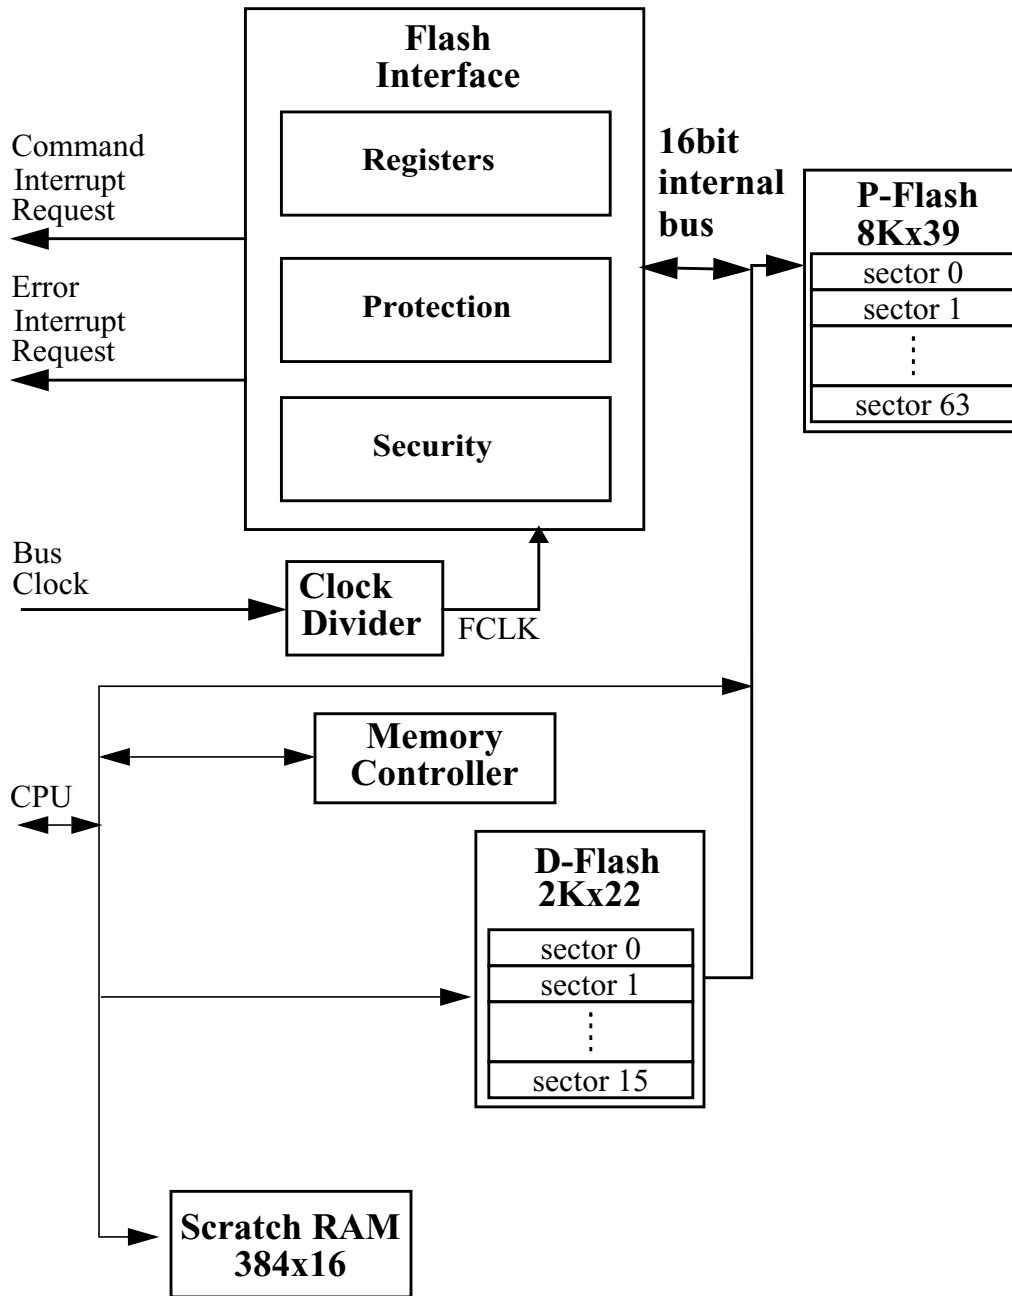 Flash
Interface
Registers
Protection
Security
Command
Interrupt
Request
Error
Interrupt
Request
16bit
internal
bus
P-Flash
8Kx39
sector 0
sector 1
sector 63
Bus
Clock
Clock
Divider
FCLK
Memory
Controller
CPU
D-Flash
2Kx22
sector 0
sector 1
sector 15
Scratch RAM
384x16